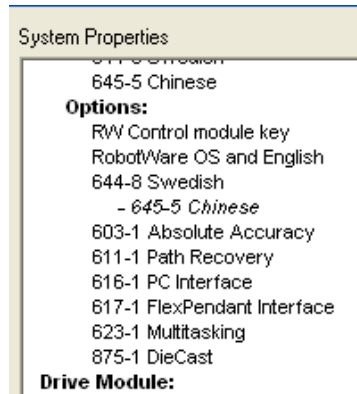 System Properties
645-5 Chinese
Options:
RW Control module key
RobotWare OS and English
644-8 Swedish
- 645-5 Chinese
603-1 Absolute Accuracy
611-1 Path Recovery
616-1 PC Interface
617-1 FlexPendant Interface
623-1 Multitasking
875-1 DieCast
Drive Module: